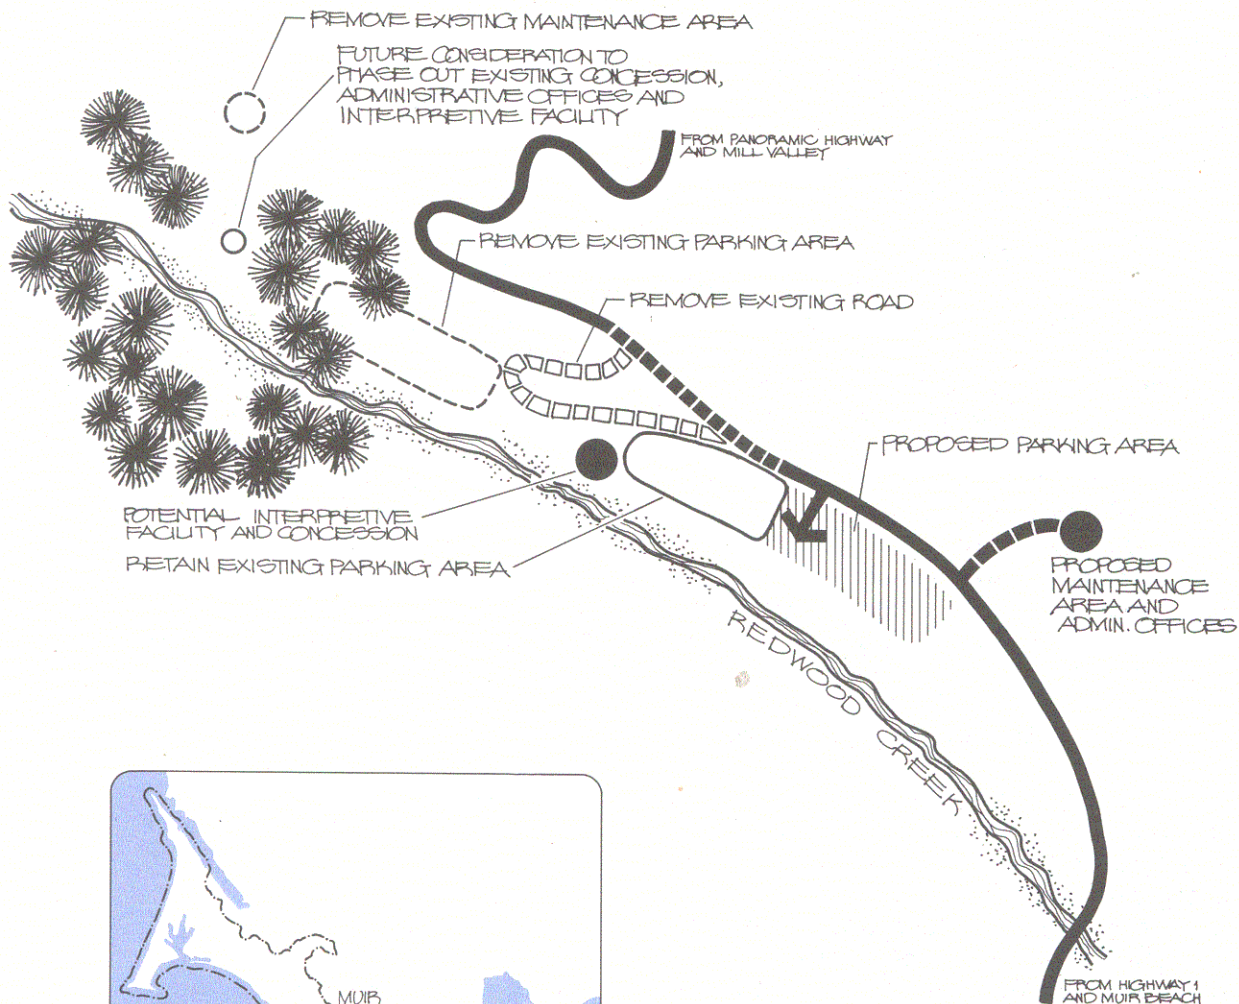 REMOVE EXISTING MAINTENANCE AREA
FUTURE CONSIDERATION TO
PHASE OUT EXISTING CONCESSION,
ADMINISTRATIVE OFFICES AND
INTERPRETIVE FACILITY
FROM PANORAMIC HIGHWAY
AND MILL VALLEY
REMOVE EXISTING PARKING AREA
REMOVE EXISTING ROAD
PROPOSED PARKING AREA
POTENTIAL INTERPRETIVE
FACILITY AND CONCESSION
RETAIN EXISTING PARKING AREA
PROPOSED
MAINTENANCE
AREA AND
ADMIN. OFFICES
REDWOOD CREEK
MUIR
FROM HIGHWAY 1
AND MUIR BEACH